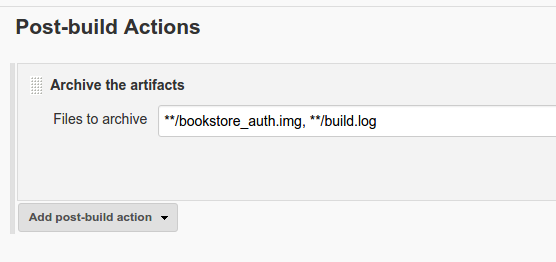 Post-build Actions
Archive the artifacts
Files to archive **/bookstore_auth.img, **/build.log
Add post-build action